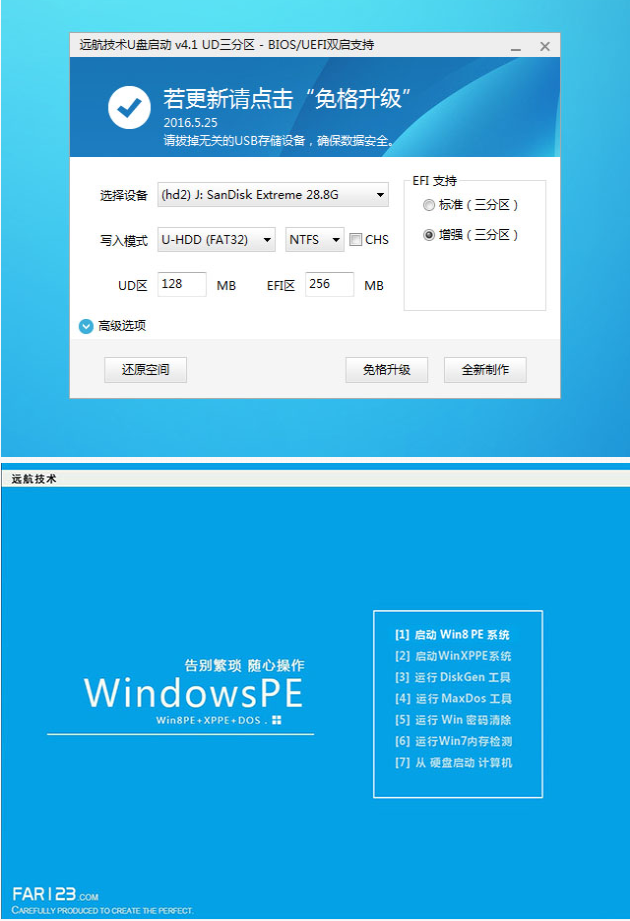 远航技术U盘启动 v4.1 UD三分区 - BIOS/UEFI双启支持
若更新请点击“免格升级”
2016.5.25
请拔掉无关的USB存储设备，确保数据安全。
选择设备 (hd2) J: SanDisk Extreme 28.8G
EFI 支持
标准（三分区）
写入模式 U-HDD (FAT32) NTFS CHS
增强（三分区）
UD区 128 MB EFI区 256 MB
高级选项
还原空间 免格升级 全新制作
远航技术
告别繁琐 随心操作
WindowsPE
Win8PE+XPPE+DOS .
[1] 启动 Win8 PE 系统
[2] 启动WinXPPE系统
[3] 运行 DiskGen 工具
[4] 运行 MaxDos 工具
[5] 运行 Win 密码清除
[6] 运行Win7内存检测
[7] 从 硬盘启动 计算机
FAR123.COM
CAREFULLY PRODUCED TO CREATE THE PERFECT.